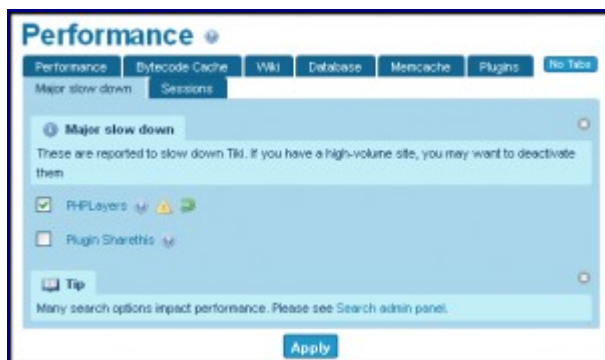 Performance
Performance Bytecode Cache Wiki Database Memcache Plugins No Tabs
Major slow down Sessions
Major slow down
These are reported to slow down Tiki. If you have a high-volume site, you may want to deactivate
them
PHPLayers
Plugin Sharethis
Tip
Many search options impact performance. Please see Search admin panel.
Apply